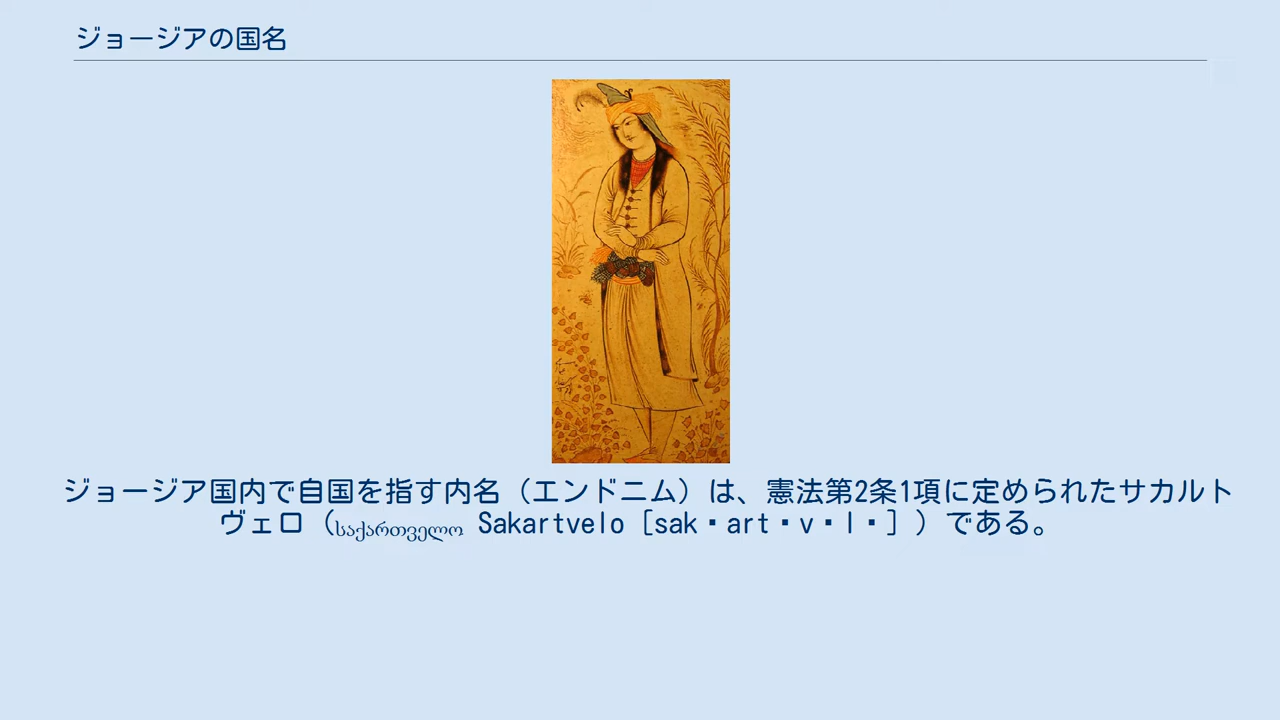 ジョージアの国名
ジョージア国内で自国を指す内名（エンドニム）は、憲法第2条1項に定められたサカルト
ヴェロ（საქართველო Sakartvelo [sak▪art▪v▪l▪] ）である。